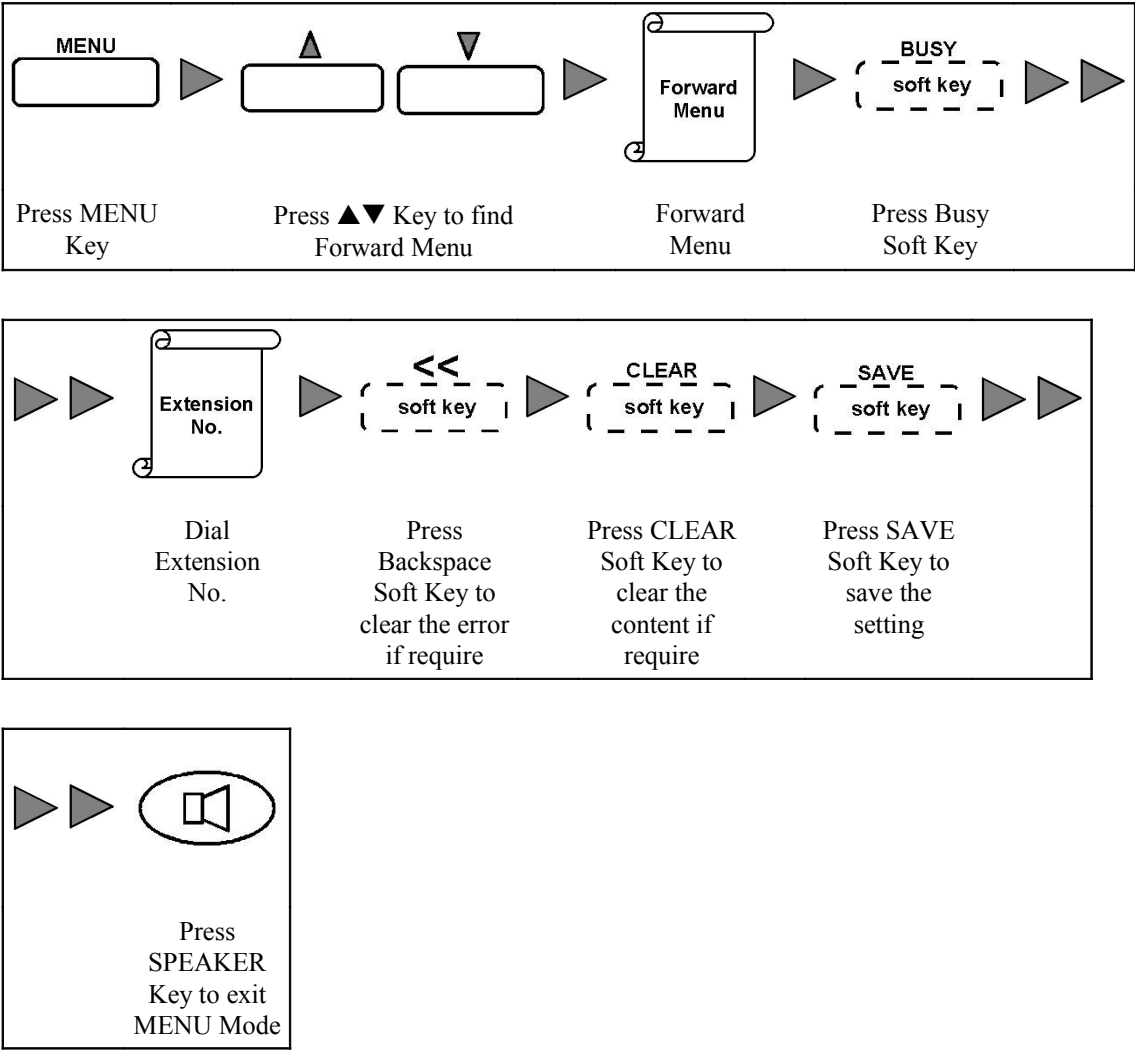 MENU
Forward
Menu
BUSY
soft key
Press MENU
Key
Press ▲▼ Key to find
Forward Menu
Forward
Menu
Press Busy
Soft Key
Extension
No.
<<
soft key
CLEAR
soft key
SAVE
soft key
Dial
Extension
No.
Press
Backspace
Soft Key to
clear the error
if require
Press CLEAR
Soft Key to
clear the
content if
require
Press SAVE
Soft Key to
save the
setting
Press
SPEAKER
Key to exit
MENU Mode